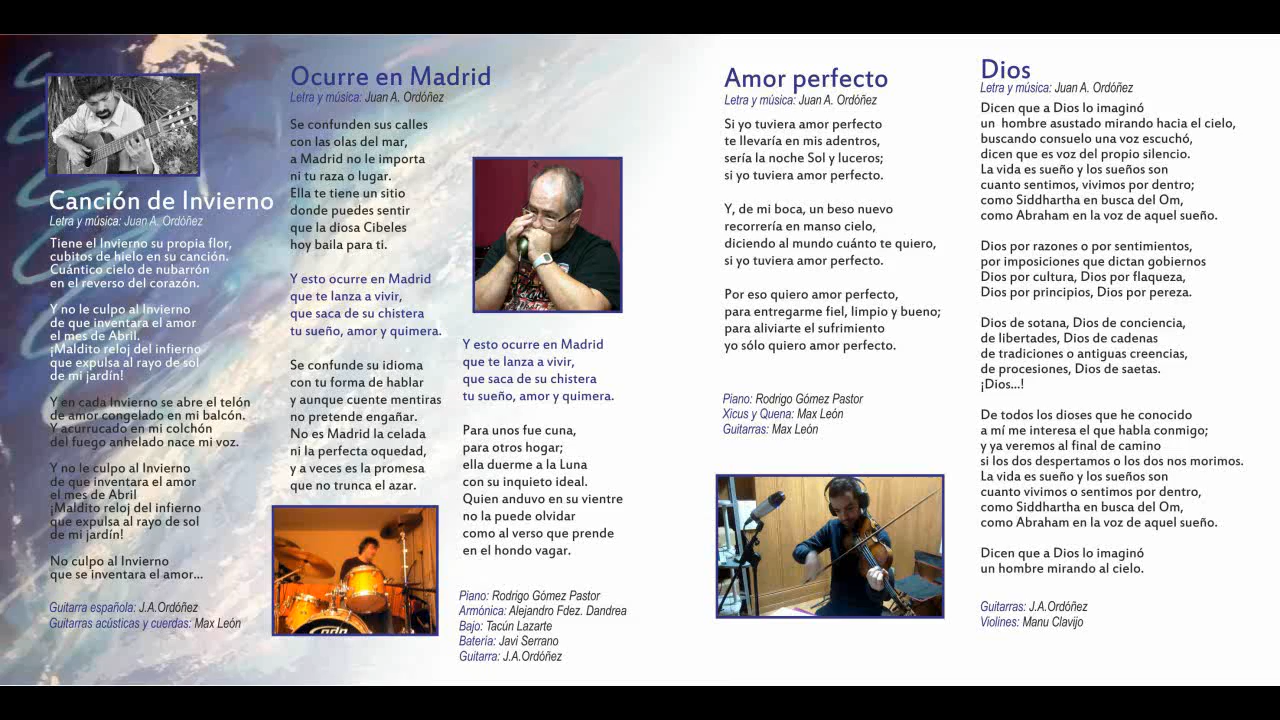 Canción de Invierno
Letra y música: Juan A. Ordóñez
Tiene el Invierno su propia flor,
cubitos de hielo en su canción.
Cuántico cielo de nubarrón
en el reverso del corazón.
Y no le culpo al Invierno
de que inventara el amor
el mes de Abril.
¡Maldito reloj del infierno
que expulsa al rayo de sol
de mi jardín!
Y en cada Invierno se abre el telón
de amor congelado en mi balcón.
Y acurrucado en mi colchón
del fuego anhelado nace mi voz.
Y no le culpo al Invierno
de que inventara el amor
el mes de Abril
¡Maldito reloj del infierno
que expulsa al rayo de sol
de mi jardín!
No culpo al Invierno
que se inventara el amor...
Guitarra española: J.A.Ordóñez
Guitarras acústicas y cuerdas: Max León
Ocurre en Madrid
Letra y música: Juan A. Ordóñez
Se confunden sus calles
con las olas del mar,
a Madrid no le importa
ni tu raza o lugar.
Ella te tiene un sitio
donde puedes sentir
que la diosa Cibeles
hoy baila para ti.
Y esto ocurre en Madrid
que te lanza a vivir,
que saca de su chistera
tu sueño, amor y quimera.
Se confunde su idioma
con tu forma de hablar
y aunque cuente mentiras
no pretende engañar.
No es Madrid la celada
ni la perfecta oquedad,
y a veces es la promesa
que no trunca el azar.
Y esto ocurre en Madrid
que te lanza a vivir,
que saca de su chistera
tu sueño, amor y quimera.
Para unos fue cuna,
para otros hogar;
ella duerme a la Luna
con su inquieto ideal.
Quien anduvo en su vientre
no la puede olvidar
como al verso que prende
en el hondo vagar.
Piano: Rodrigo Gómez Pastor
Armónica: Alejandro Fdez. Dandrea
Bajo: Tacún Lazarte
Batería: Javi Serrano
Guitarra: J.A.Ordóñez
Amor perfecto
Letra y música: Juan A. Ordóñez
Si yo tuviera amor perfecto
te llevaría en mis adentros,
sería la noche Sol y luceros;
si yo tuviera amor perfecto.
Y, de mi boca, un beso nuevo
recorrería en manso cielo,
diciendo al mundo cuánto te quiero,
si yo tuviera amor perfecto.
Por eso quiero amor perfecto,
para entregarme fiel, limpio y bueno;
para aliviarte el sufrimiento
yo sólo quiero amor perfecto.
Piano: Rodrigo Gómez Pastor
Xicus y Quena: Max León
Guitarras: Max León
Dios
Letra y música: Juan A. Ordóñez
Dicen que a Dios lo imaginó
un hombre asustado mirando hacia el cielo,
buscando consuelo una voz escuchó,
dicen que es voz del propio silencio.
La vida es sueño y los sueños son
cuanto sentimos, vivimos por dentro;
como Siddhartha en busca del Om,
como Abraham en la voz de aquel sueño.
Dios por razones o por sentimientos,
por imposiciones que dictan gobiernos
Dios por cultura, Dios por flaqueza,
Dios por principios, Dios por pereza.
Dios de sotana, Dios de conciencia,
de libertades, Dios de cadenas
de tradiciones o antiguas creencias,
de procesiones, Dios de saetas.
¡Dios...!
De todos los dioses que he conocido
a mí me interesa el que habla conmigo;
y ya veremos al final de camino
si los dos despertamos o los dos nos morimos.
La vida es sueño y los sueños son
cuanto vivimos o sentimos por dentro,
como Siddhartha en busca del Om,
como Abraham en la voz de aquel sueño.
Dicen que a Dios lo imaginó
un hombre mirando al cielo.
Guitarras: J.A.Ordóñez
Violines: Manu Clavijo